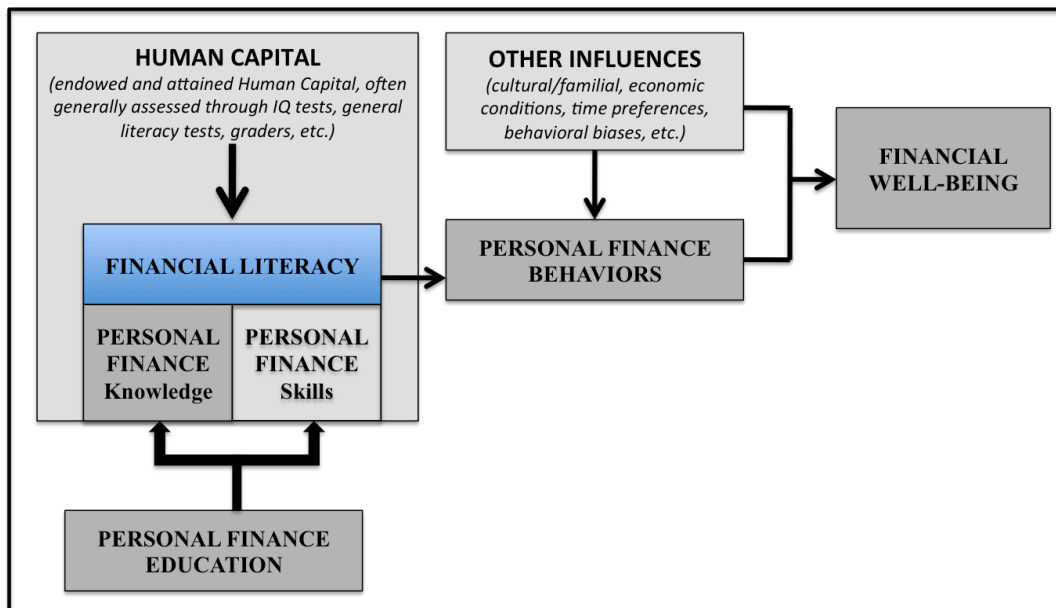 HUMAN CAPITAL
(endowed and attained Human Capital, often
generally assessed through IQ tests, general
literacy tests, graders, etc.)
FINANCIAL LITERACY
PERSONAL
FINANCE
Knowledge
PERSONAL
FINANCE
Skills
PERSONAL FINANCE
EDUCATION
OTHER INFLUENCES
(cultural/familial, economic
conditions, time preferences,
behavioral biases, etc.)
PERSONAL FINANCE
BEHAVIORS
FINANCIAL
WELL-BEING